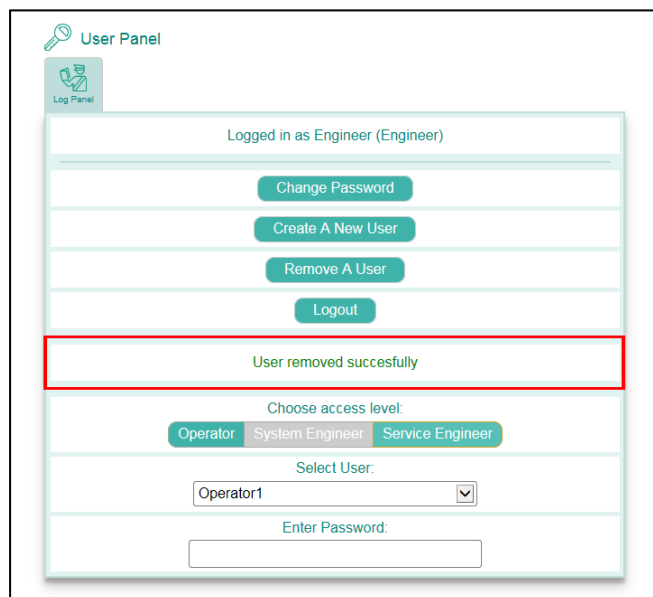 User Panel
Log Panel
Logged in as Engineer (Engineer)
Change Password
Create A New User
Remove A User
Logout
User removed succesfully
Choose access level:
Operator System Engineer Service Engineer
Select User:
Operator1
Enter Password: